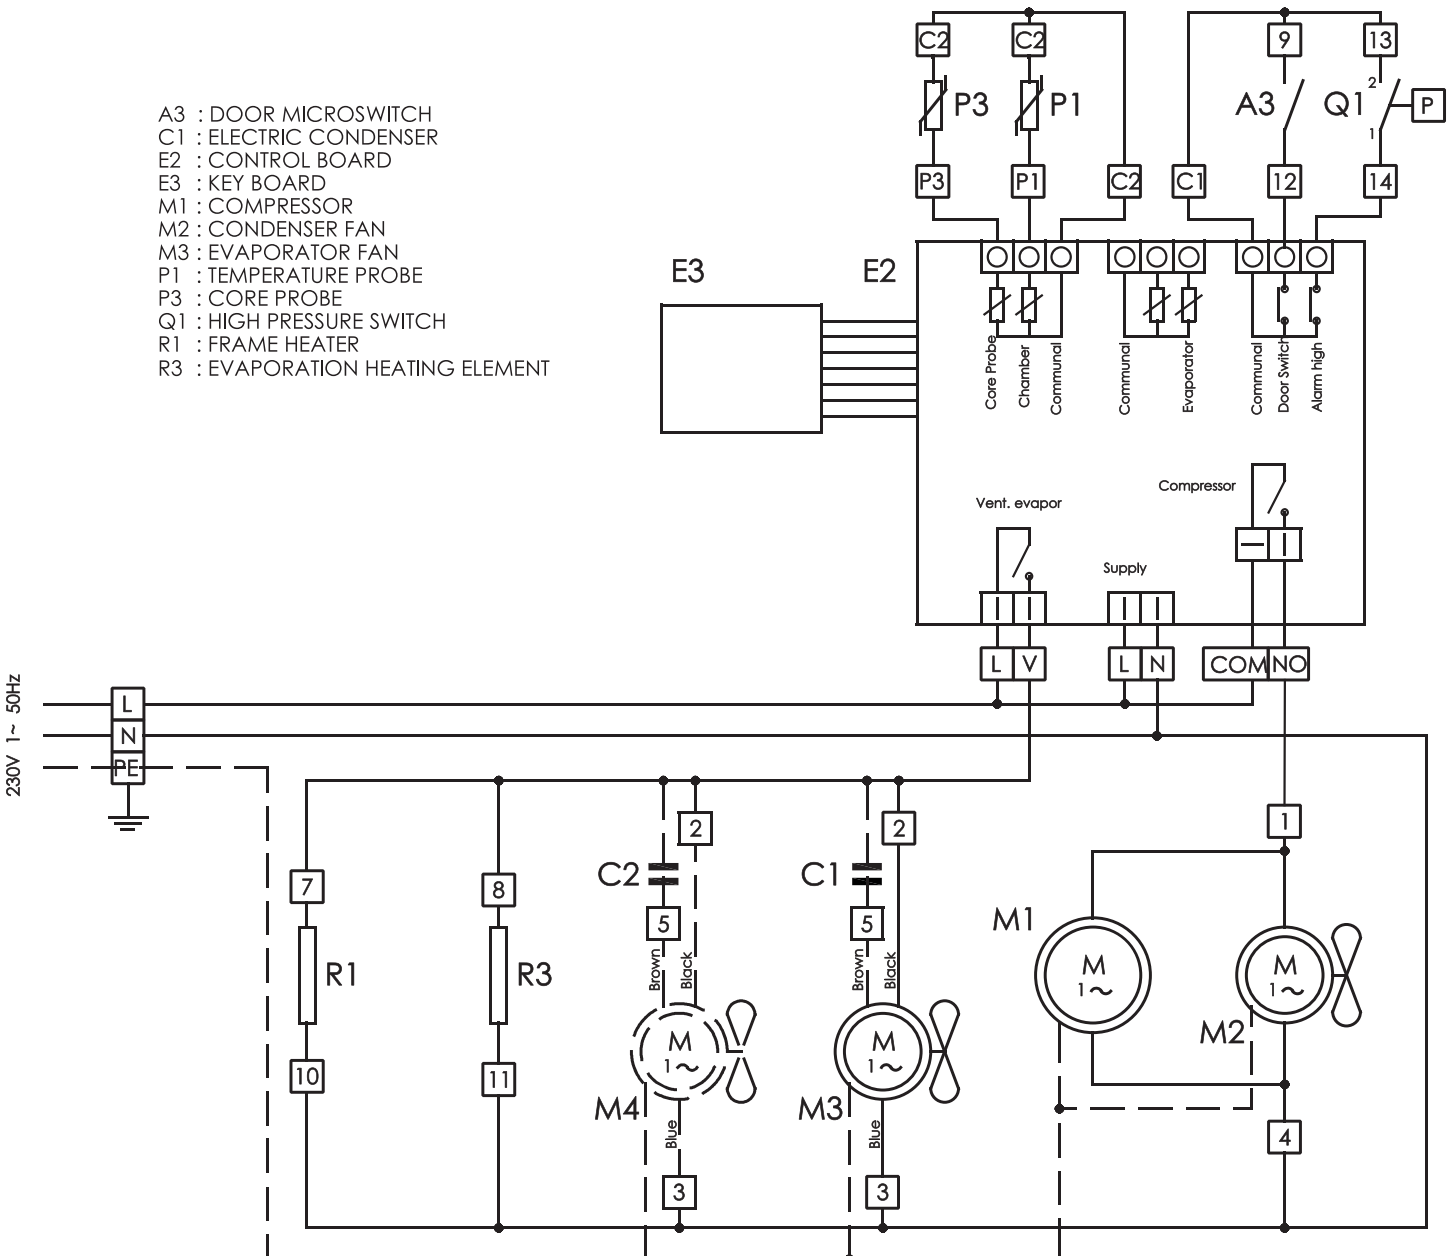 C2
C2
9
13
A3 : DOOR MICROSWITCH
C1 : ELECTRIC CONDENSER
E2 : CONTROL BOARD
E3 : KEY BOARD
M1 : COMPRESSOR
M2 : CONDENSER FAN
M3 : EVAPORATOR FAN
P1 : TEMPERATURE PROBE
P3 : CORE PROBE
Q1 : HIGH PRESSURE SWITCH
R1 : FRAME HEATER
R3 : EVAPORATION HEATING ELEMENT
P3
P1
A3
Q1
2
1
P
P3
P1
C2
C1
12
14
E3
E2
Core Probe
Chamber
Communal
Communal
Evaporator
Communal
Door Switch
Alarm high
Compressor
Vent. evapor
Supply
L
V
L
N
COM
NO
230V 1~ 50Hz
L
N
PE
1
2
2
C2
C1
7
8
5
5
M1
Brown
Black
Brown
Black
R1
R3
M
1~
M
1~
M2
M
1~
M
1~
10
11
M4
M3
Blue
Blue
4
3
3